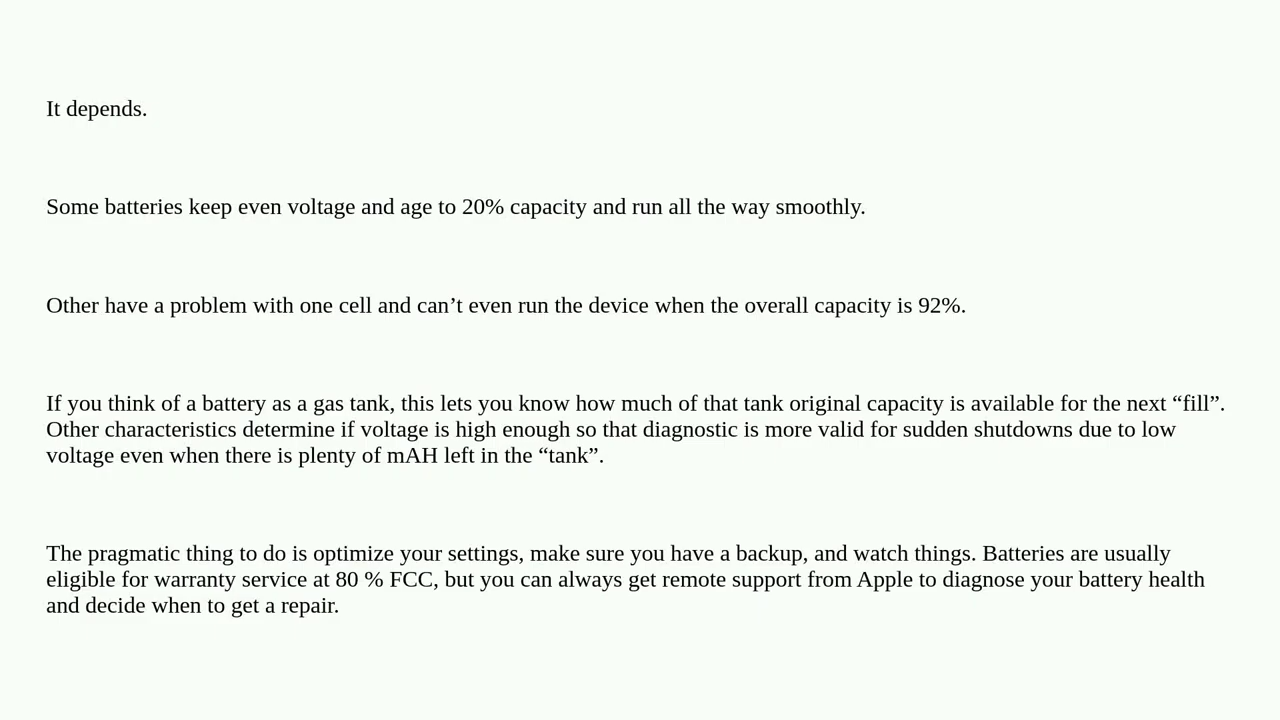 It depends.
Some batteries keep even voltage and age to 20% capacity and run all the way smoothly.
Other have a problem with one cell and can’t even run the device when the overall capacity is 92%.
If you think of a battery as a gas tank, this lets you know how much of that tank original capacity is available for the next “fill”.
Other characteristics determine if voltage is high enough so that diagnostic is more valid for sudden shutdowns due to low
voltage even when there is plenty of mAH left in the “tank”.
The pragmatic thing to do is optimize your settings, make sure you have a backup, and watch things. Batteries are usually
eligible for warranty service at 80 % FCC, but you can always get remote support from Apple to diagnose your battery health
and decide when to get a repair.